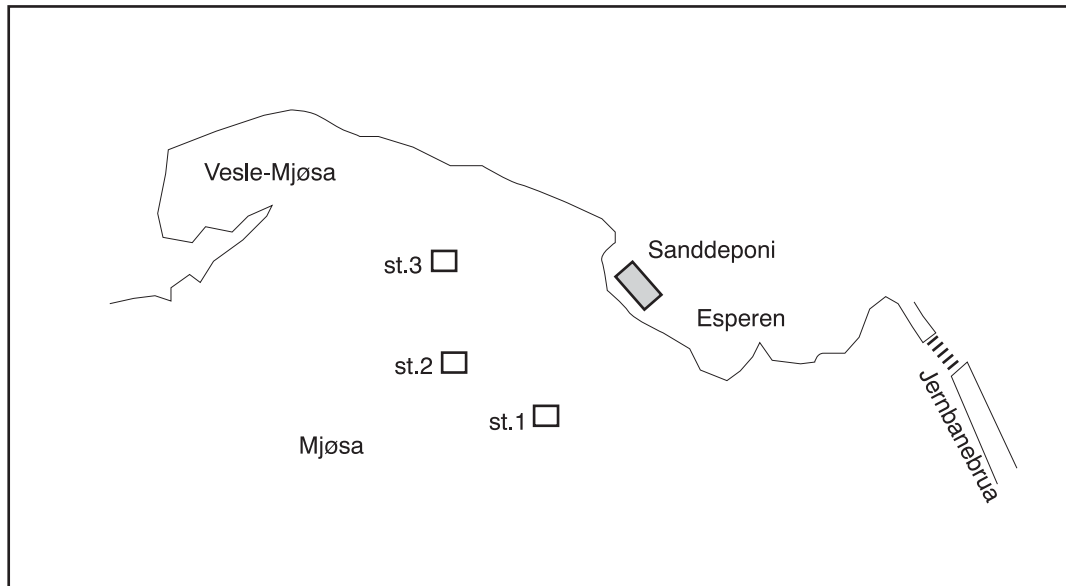 Vesle-Mjøsa
Sanddeponi
st.3
Esperen
st.2
st.1
Jernbanebrua
Mjøsa